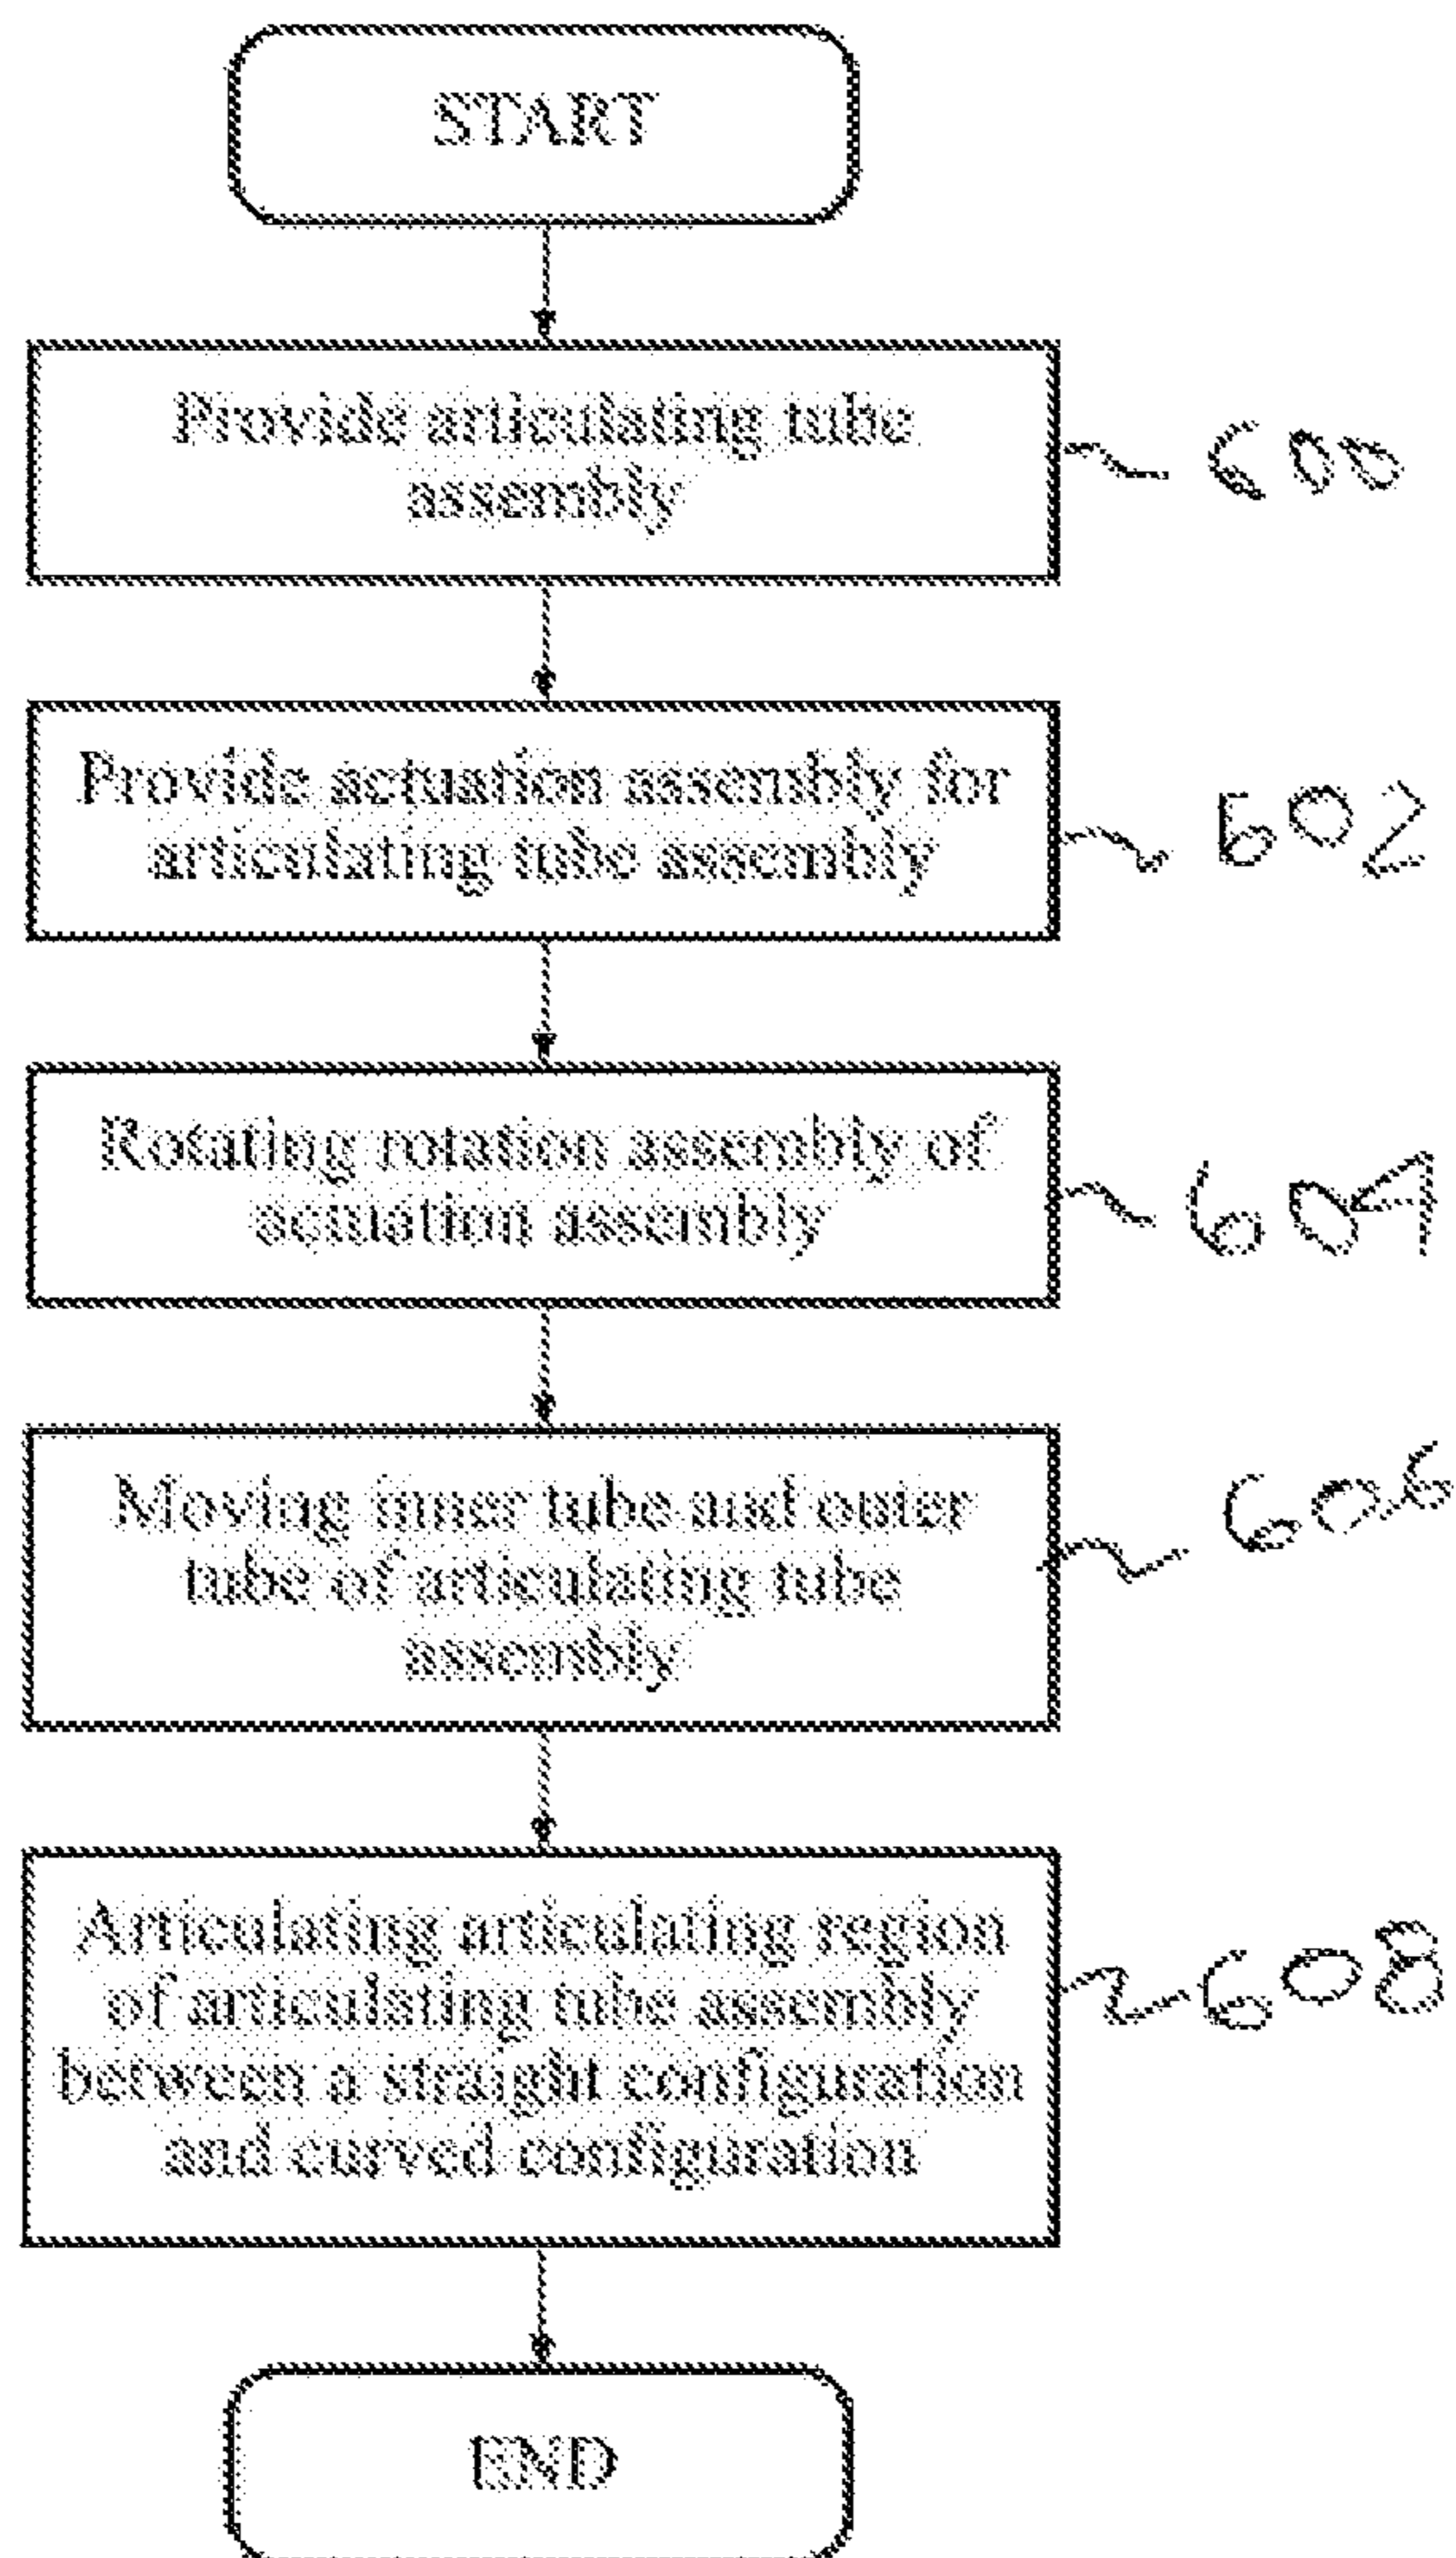 START
Provide articulating tube
assembly
600
Provide actuation assembly for
articulating tube assembly
602
Rotating rotation assembly of
actuation assembly
604
Moving inner tube and outer
tube of articulating tube
assembly
606
Articulating articulating region
of articulating tube assembly
between a straight configuration
and curved configuration
608
END